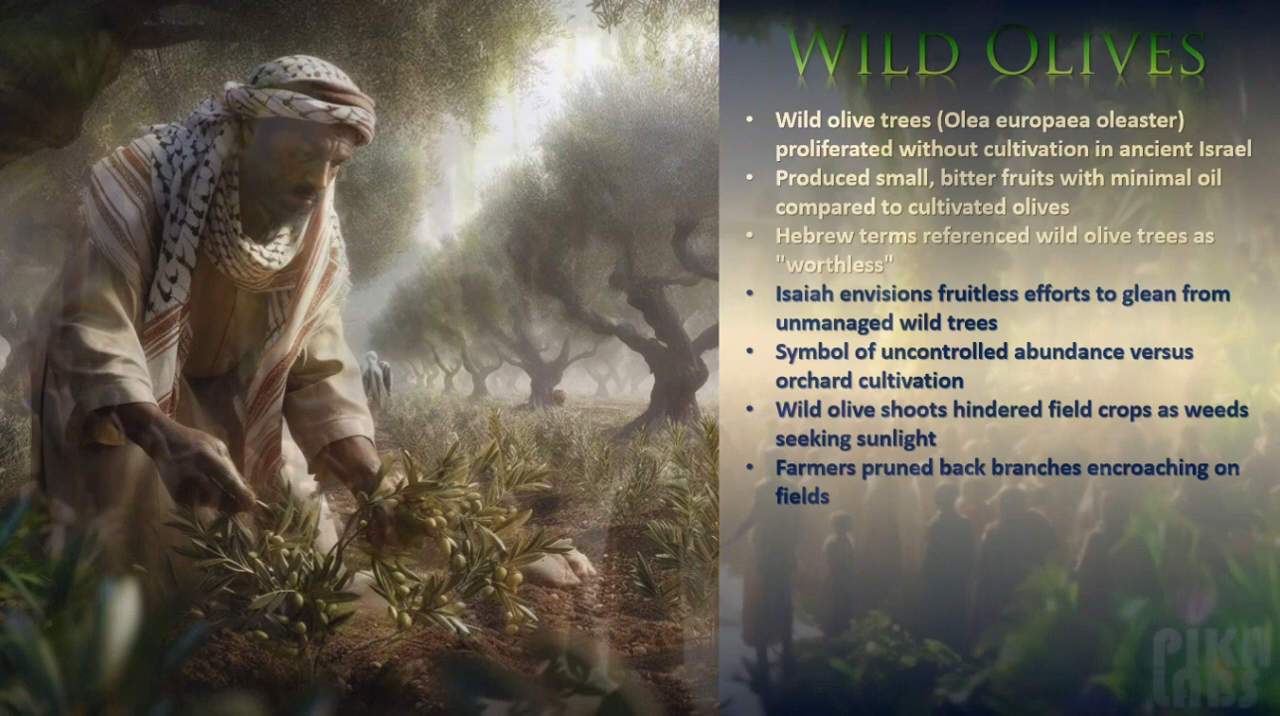 WILD OLIVES
• Wild olive trees (Olea europaea oleaster)
proliferated without cultivation in ancient Israel
• Produced small, bitter fruits with minimal oil
compared to cultivated olives
• Hebrew terms referenced wild olive trees as
"worthless"
• Isaiah envisions fruitless efforts to glean from
unmanaged wild trees
• Symbol of uncontrolled abundance versus
orchard cultivation
• Wild olive shoots hindered field crops as weeds
seeking sunlight
• Farmers pruned back branches encroaching on
fields
PIKA
LABS